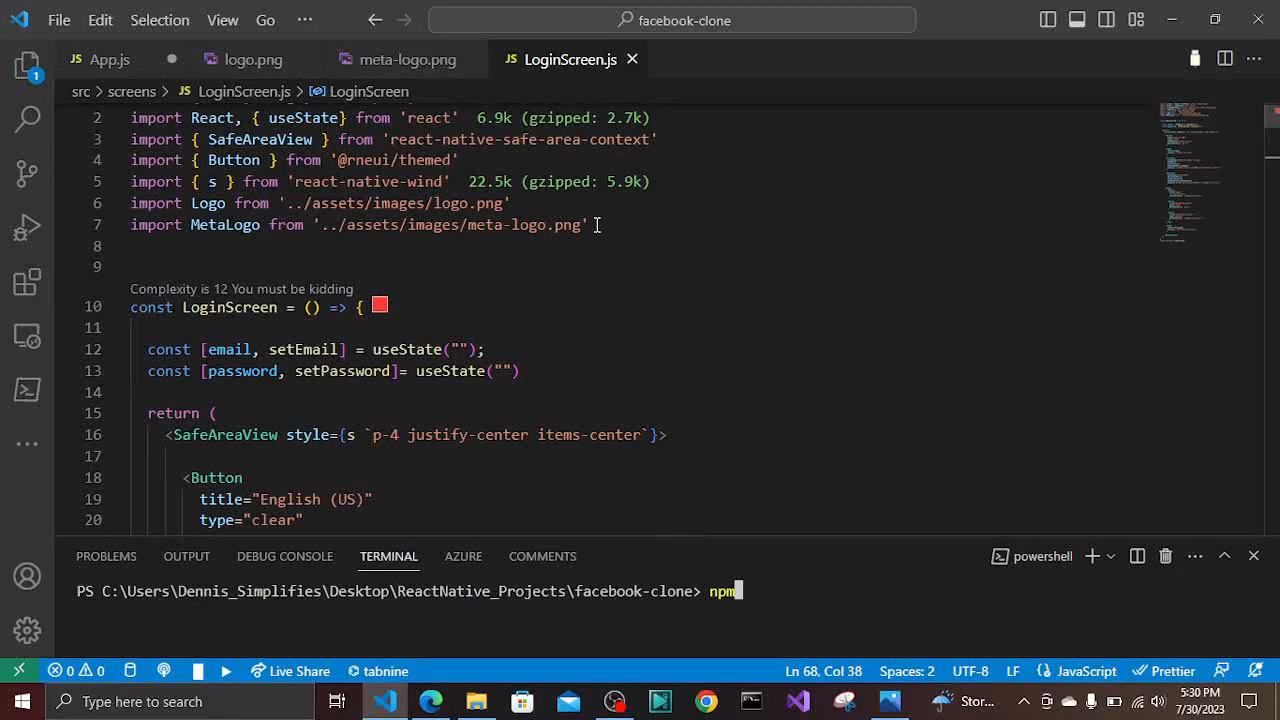 File Edit Selection View Go ··· facebook-clone
JS App.js logo.png meta-logo.png JS LoginScreen.js
src > screens > JS LoginScreen.js > LoginScreen
2 import React, { useState} from 'react' 6.9k (gzipped: 2.7k)
3 import { SafeAreaView } from 'react-native-safe-area-context'
4 import { Button } from '@rneui/themed'
5 import { s } from 'react-native-wind' 22.5k (gzipped: 5.9k)
6 import Logo from '../assets/images/logo.png'
7 import MetaLogo from '../assets/images/meta-logo.png'
8
9
Complexity is 12 You must be kidding
10 const LoginScreen = () => {
11
12 const [email, setEmail] = useState("");
13 const [password, setPassword]= useState("")
14
15 return (
16 <SafeAreaView style={s `p-4 justify-center items-center`}>
17
18 <Button
19 title="English (US)"
20 type="clear"
1
PROBLEMS OUTPUT DEBUG CONSOLE TERMINAL AZURE COMMENTS powershell
PS C:\Users\Dennis_Simplifies\Desktop\ReactNative_Projects\facebook-clone> npm
0 0 Live Share tabnine Ln 68, Col 38 Spaces: 2 UTF-8 LF JavaScript Prettier
Type here to search Stor... 5:30 PM
7/30/2023